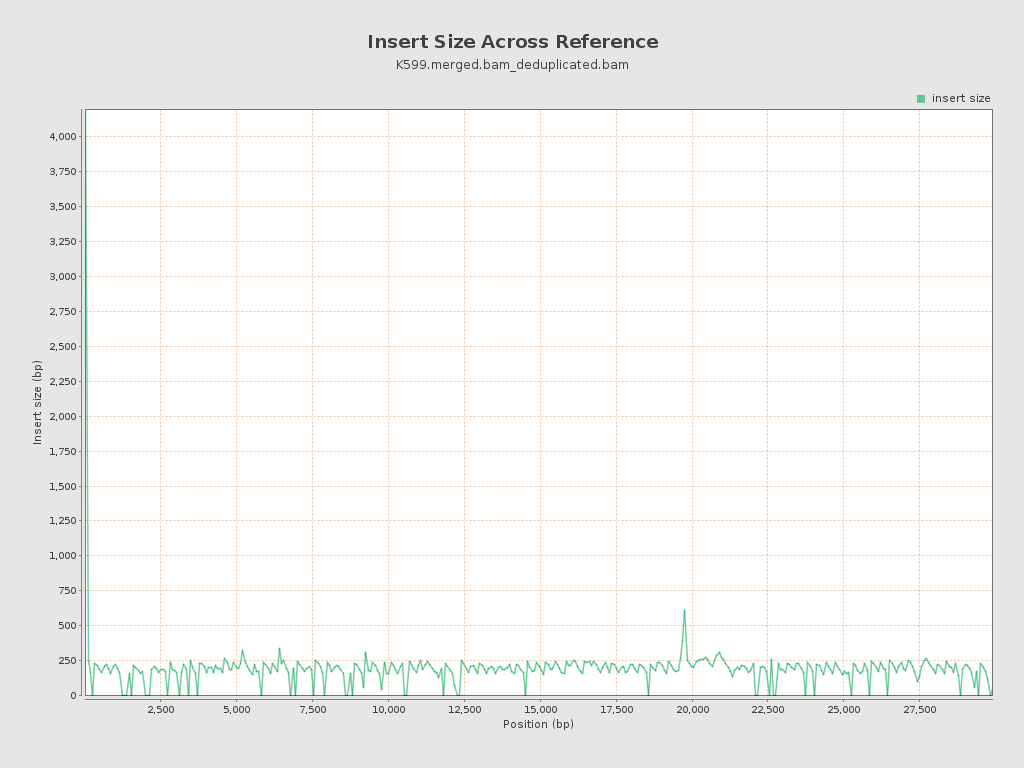 Insert Size Across Reference
K599.merged.bam_deduplicated.bam
insert size
4,000
3,750
3,500
3,250
3,000
2,750
2,500
2,250
2,000
1,750
1,500
1,250
1,000
750
500
250
0
Insert size (bp)
2,500 5,000 7,500 10,000 12,500 15,000 17,500 20,000 22,500 25,000 27,500
Position (bp)